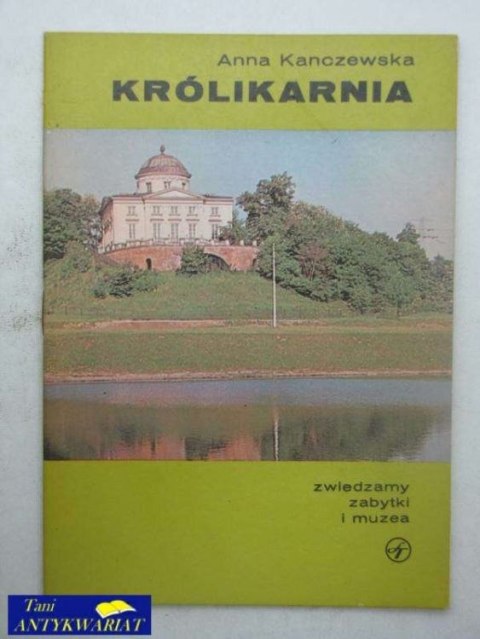 Anna Kanczewska
KRÓLIKARNIA
zwiedzamy
zabytki
i muzea
Tani
ANTYKWARIAT